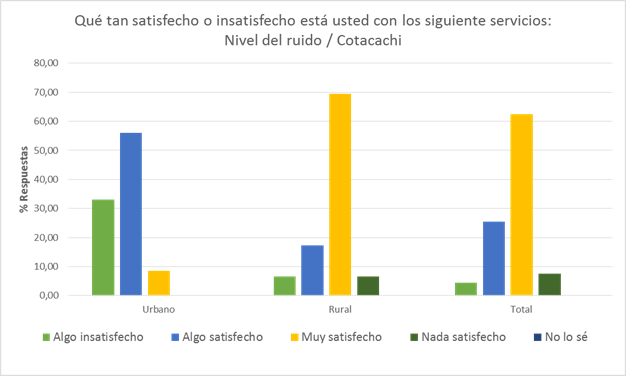 Qué tan satisfecho o insatisfecho está usted con los siguiente servicios:
Nivel del ruido / Cotacachi
80,00
70,00
60,00
50,00
40,00
30,00
20,00
10,00
0,00
% Respuestas
Urbano Rural Total
Algo insatisfecho Algo satisfecho Muy satisfecho Nada satisfecho No lo sé